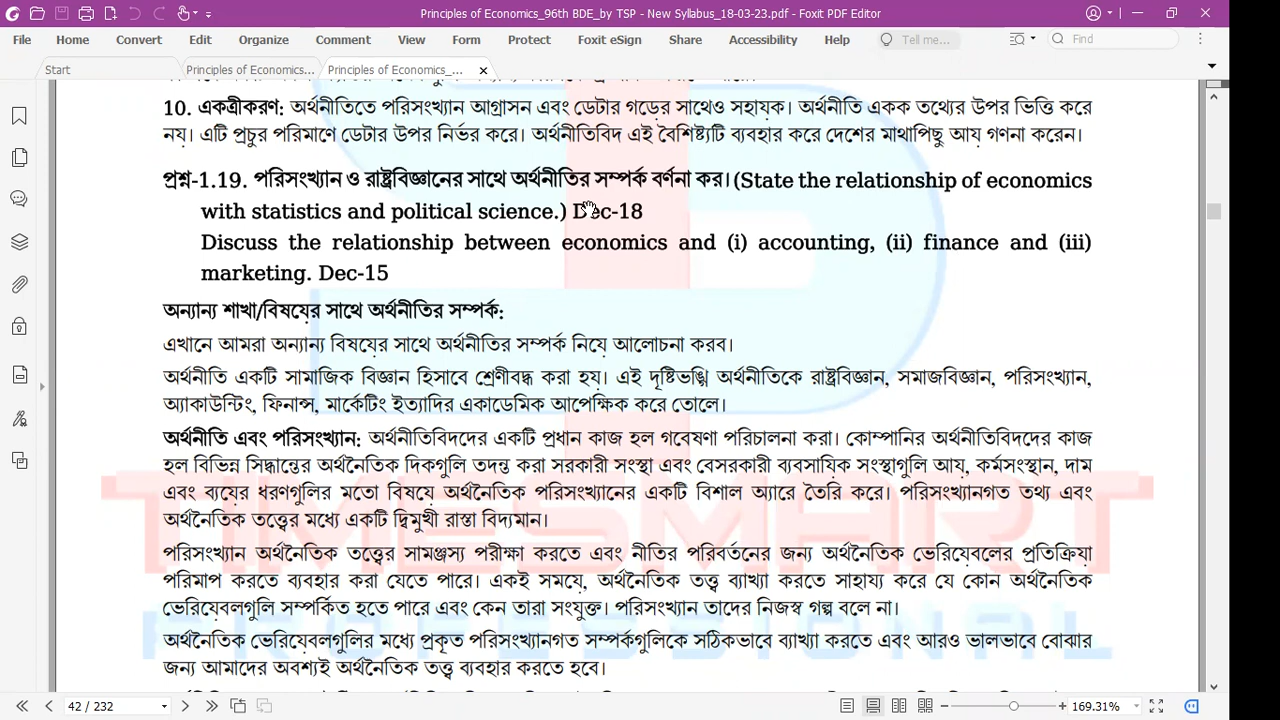 Principles of Economics_96th BDE_by TSP - New Syllabus_18-03-23.pdf - Foxit PDF Editor
File Home Convert Edit Organize Comment View Form Protect Foxit eSign Share Accessibility Help Tell me... Find
Start Principles of Economics... Principles of Economics_...
10. একত্রীকরণ: অর্থনীতিতে পরিসংখ্যান আগ্রাসন এবং ডেটার গড়ের সাথেও সহায়ক। অর্থনীতি একক তথ্যের উপর ভিত্তি করে
নয়। এটি প্রচুর পরিমাণে ডেটার উপর নির্ভর করে। অর্থনীতিবিদ এই বৈশিষ্ট্যটি ব্যবহার করে দেশের মাথাপিছু আয় গণনা করেন।
প্রশ্ন-1.19. পরিসংখ্যান ও রাষ্ট্রবিজ্ঞানের সাথে অর্থনীতির সম্পর্ক বর্ণনা কর। (State the relationship of economics
with statistics and political science.) Dec-18
Discuss the relationship between economics and (i) accounting, (ii) finance and (iii)
marketing. Dec-15
অন্যান্য শাখা/বিষয়ের সাথে অর্থনীতির সম্পর্ক:
এখানে আমরা অন্যান্য বিষয়ের সাথে অর্থনীতির সম্পর্ক নিয়ে আলোচনা করব।
অর্থনীতি একটি সামাজিক বিজ্ঞান হিসাবে শ্রেণীবদ্ধ করা হয়। এই দৃষ্টিভঙ্গি অর্থনীতিকে রাষ্ট্রবিজ্ঞান, সমাজবিজ্ঞান, পরিসংখ্যান,
অ্যাকাউন্টিং, ফিনান্স, মার্কেটিং ইত্যাদির একাডেমিক আপেক্ষিক করে তোলে।
অর্থনীতি এবং পরিসংখ্যান: অর্থনীতিবিদদের একটি প্রধান কাজ হল গবেষণা পরিচালনা করা। কোম্পানির অর্থনীতিবিদদের কাজ
হল বিভিন্ন সিদ্ধান্তের অর্থনৈতিক দিকগুলি তদন্ত করা সরকারী সংস্থা এবং বেসরকারী ব্যবসায়িক সংস্থাগুলি আয়, কর্মসংস্থান, দাম
এবং ব্যয়ের ধরণগুলির মতো বিষয়ে অর্থনৈতিক পরিসংখ্যানের একটি বিশাল অ্যারে তৈরি করে। পরিসংখ্যানগত তথ্য এবং
অর্থনৈতিক তত্ত্বের মধ্যে একটি দ্বিমুখী রাস্তা বিদ্যমান।
পরিসংখ্যান অর্থনৈতিক তত্ত্বের সামঞ্জস্য পরীক্ষা করতে এবং নীতির পরিবর্তনের জন্য অর্থনৈতিক ভেরিয়েবলের প্রতিক্রিয়া
পরিমাপ করতে ব্যবহার করা যেতে পারে। একই সময়ে, অর্থনৈতিক তত্ত্ব ব্যাখ্যা করতে সাহায্য করে যে কোন অর্থনৈতিক
ভেরিয়েবলগুলি সম্পর্কিত হতে পারে এবং কেন তারা সংযুক্ত। পরিসংখ্যান তাদের নিজস্ব গল্প বলে না।
অর্থনৈতিক ভেরিয়েবলগুলির মধ্যে প্রকৃত পরিসংখ্যানগত সম্পর্কগুলিকে সঠিকভাবে ব্যাখ্যা করতে এবং আরও ভালভাবে বোঝার
জন্য আমাদের অবশ্যই অর্থনৈতিক তত্ত্ব ব্যবহার করতে হবে।
TIMESMART
PROFESSIONAL
42 / 232 169.31%